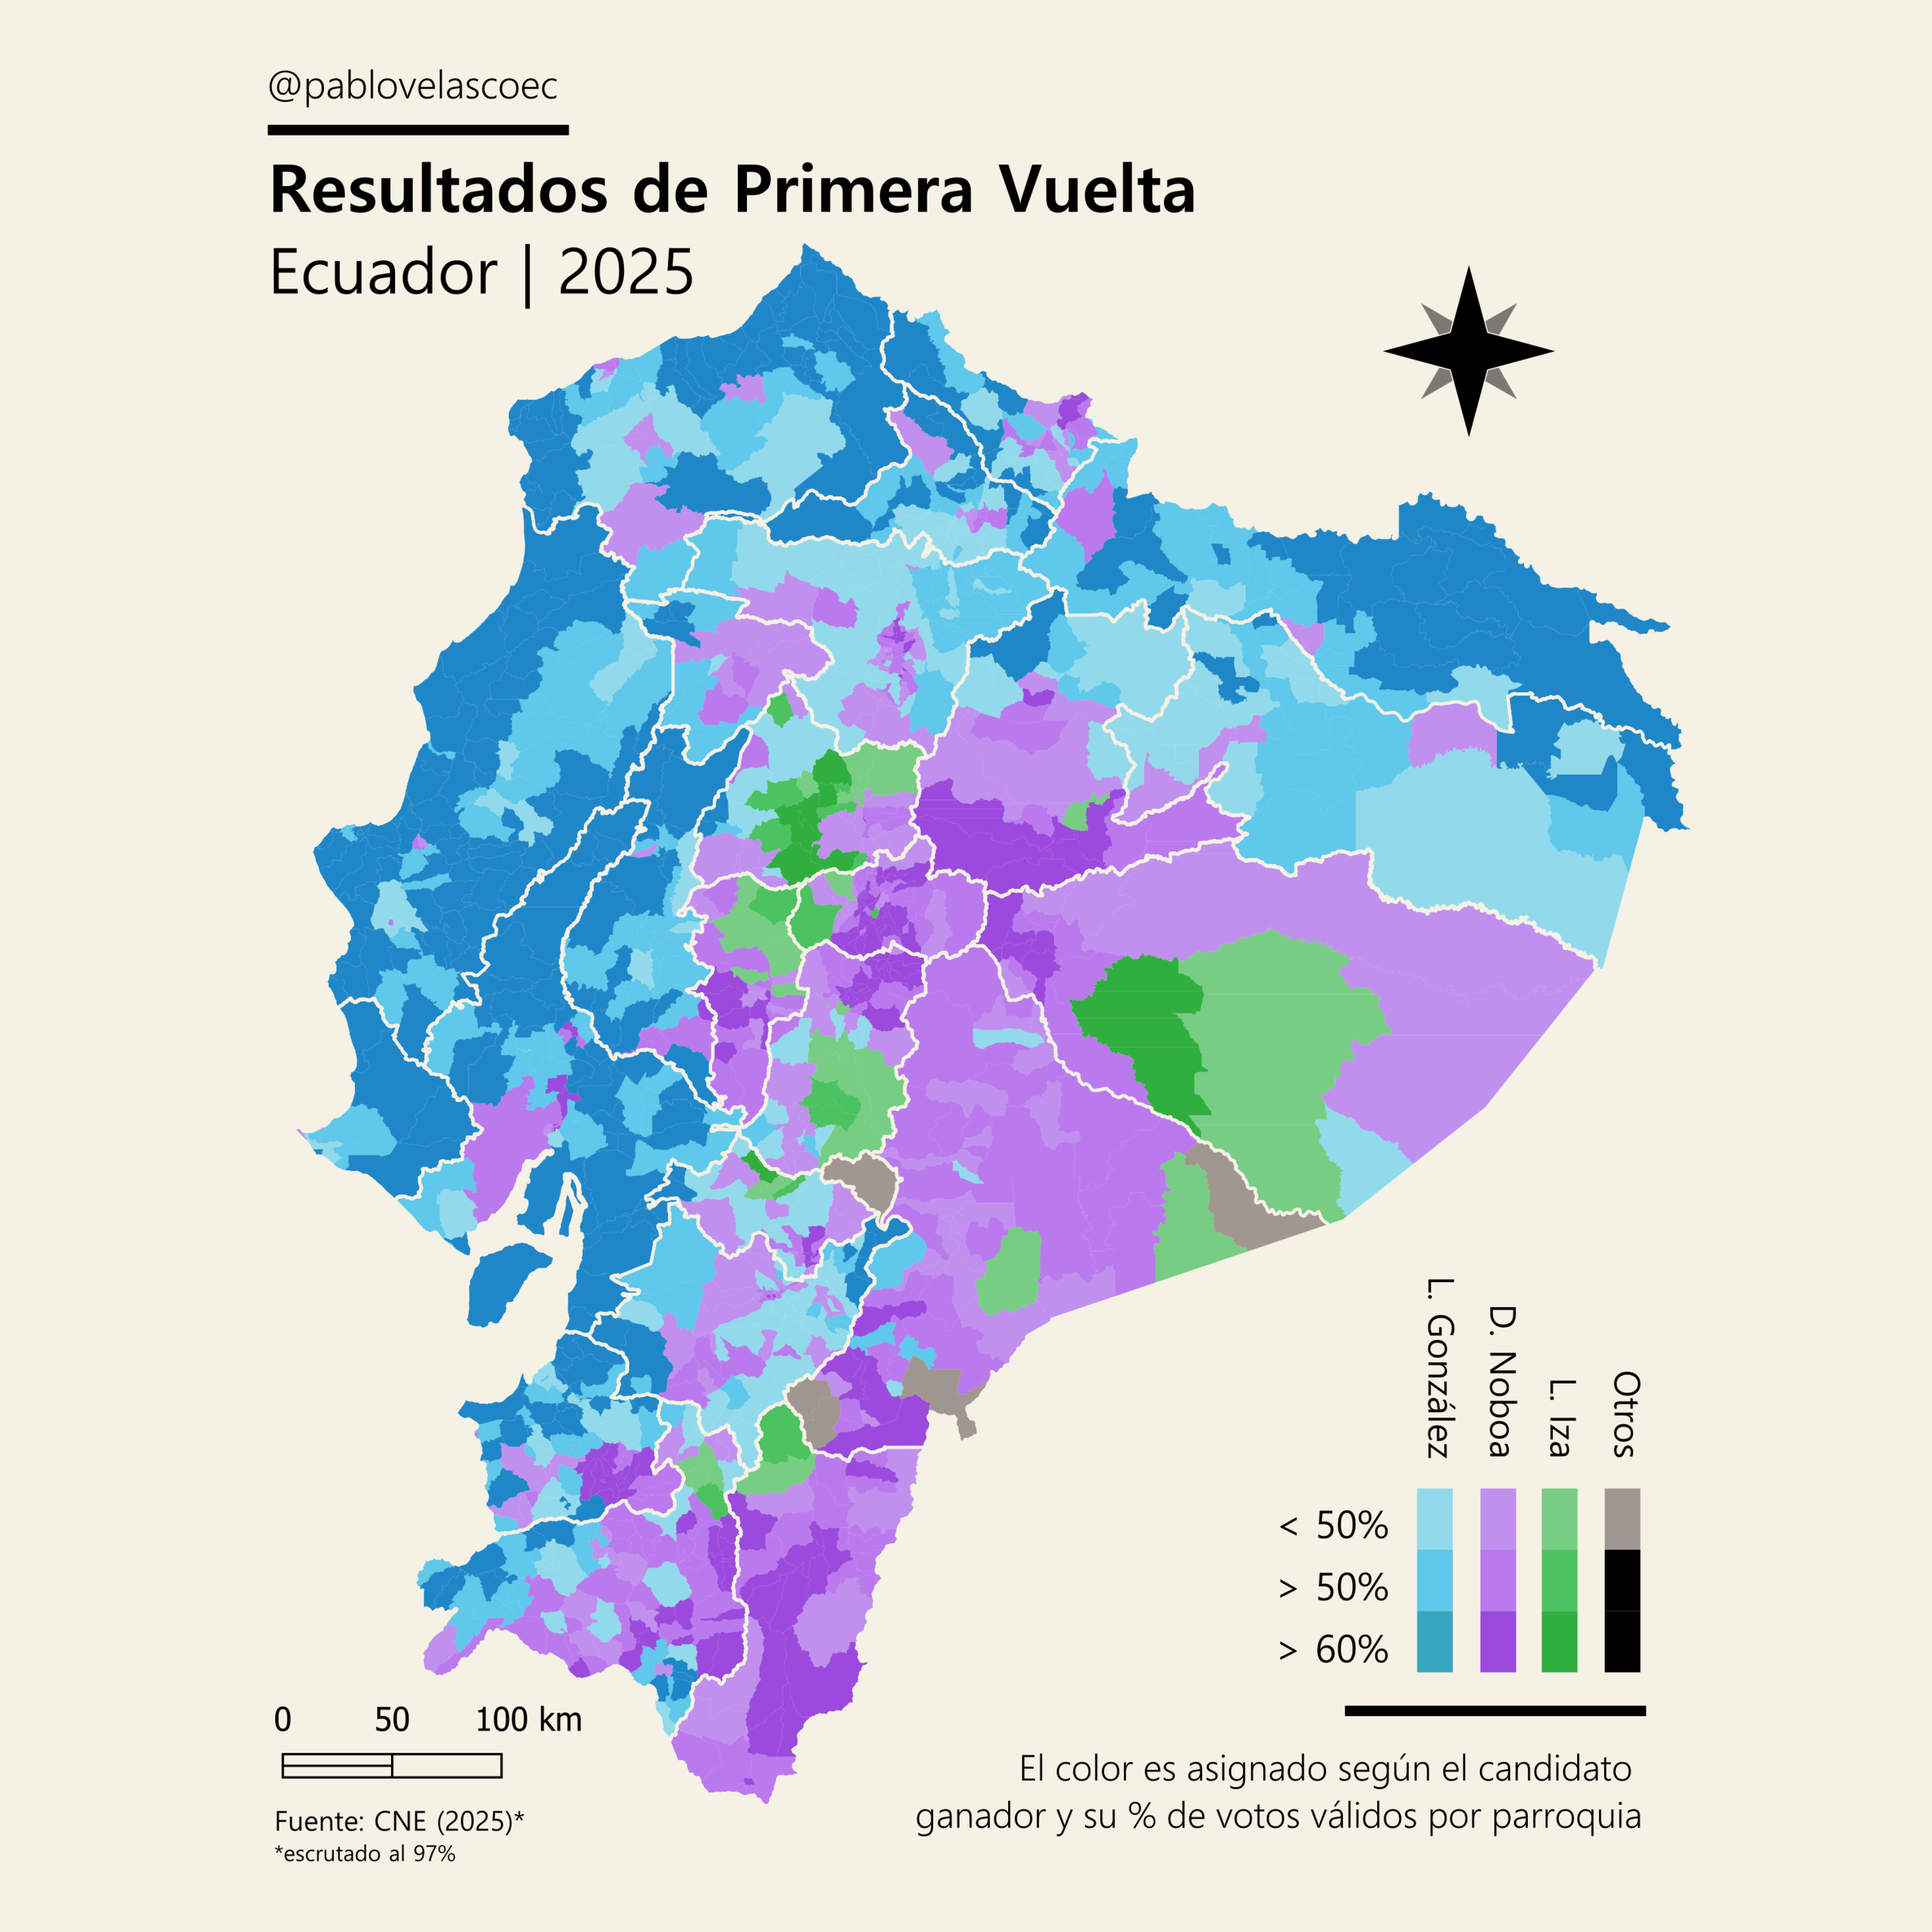 @pablovelascoec
Resultados de Primera Vuelta
Ecuador | 2025
L. González
D. Noboa
L. Iza
Otros
< 50%
> 50%
> 60%
0 50 100 km
El color es asignado según el candidato
ganador y su % de votos válidos por parroquia
Fuente: CNE (2025)*
*escrutado al 97%